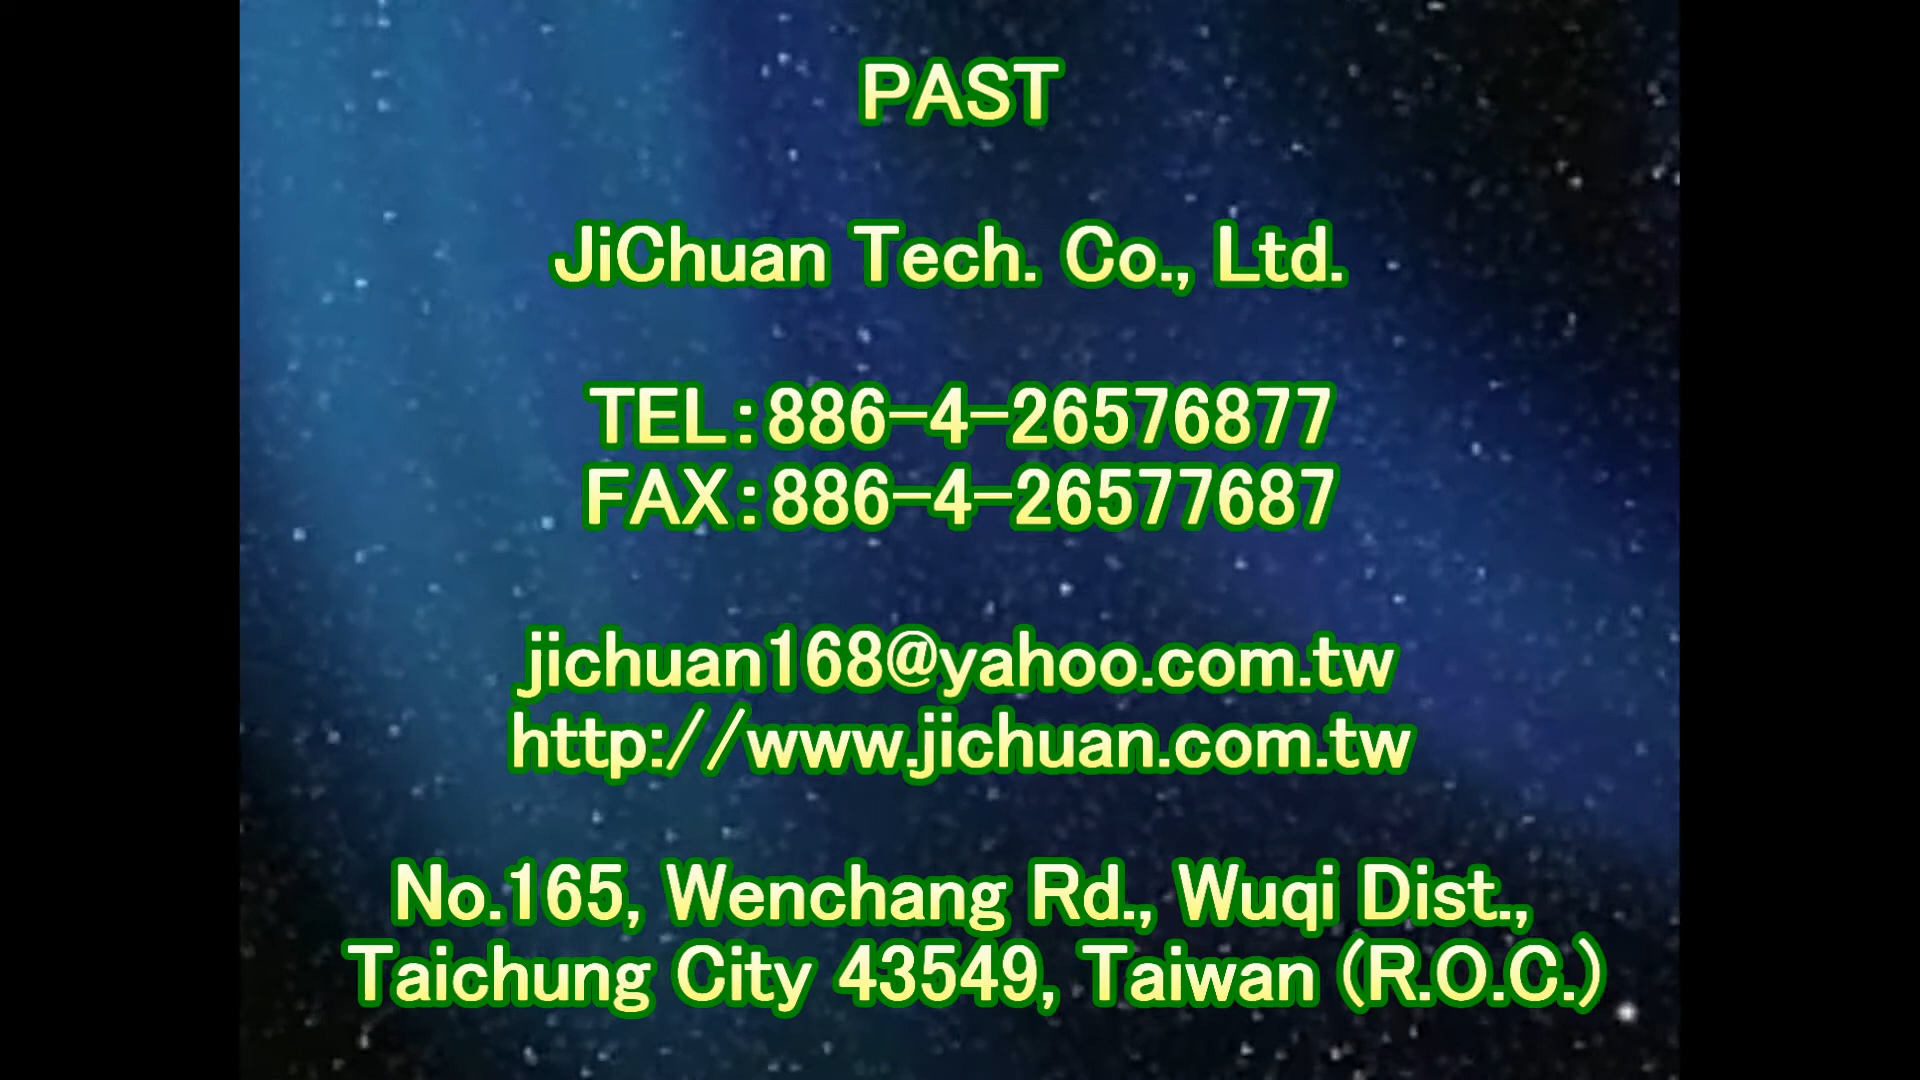 PAST
JiChuan Tech. Co., Ltd.
TEL:886-4-26576877
FAX:886-4-26577687
jichuan168@yahoo.com.tw
http://www.jichuan.com.tw
No.165, Wenchang Rd., Wuqi Dist.,
Taichung City 43549, Taiwan (R.O.C.)